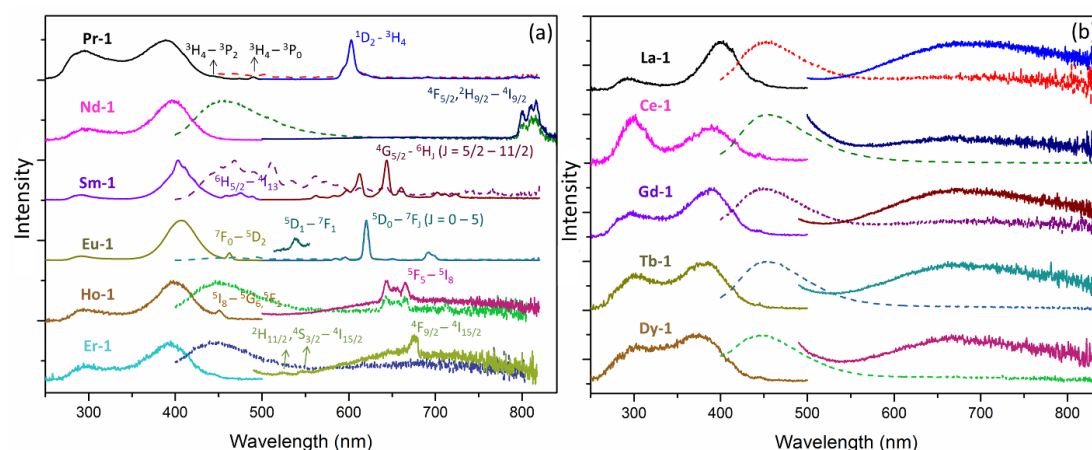 (a)
Pr-1
³H₄ – ³P₂
³H₄ – ³P₀
¹D₂ - ³H₄
Nd-1
⁴F₅/₂,²H₉/₂ – ⁴I₉/₂
Sm-1
⁶H₅/₂ – ⁴I₁₃
⁴G₅/₂ - ⁶Hⱼ (J = 5/2 – 11/2)
Eu-1
⁷F₀ – ⁵D₂
⁵D₁ – ⁷F₁
⁵D₀ – ⁷Fⱼ (J = 0 – 5)
Ho-1
⁵I₈ – ⁵G₆,
⁵F₅ – ⁵I₈
Er-1
²H₁₁/₂,⁴S₃/₂ – ⁴I₁₅/₂
⁴F₉/₂ – ⁴I₁₅/₂
Intensity
300 400 500 600 700 800
Wavelength (nm)
(b)
La-1
Ce-1
Gd-1
Tb-1
Dy-1
Intensity
300 400 500 600 700 800
Wavelength (nm)